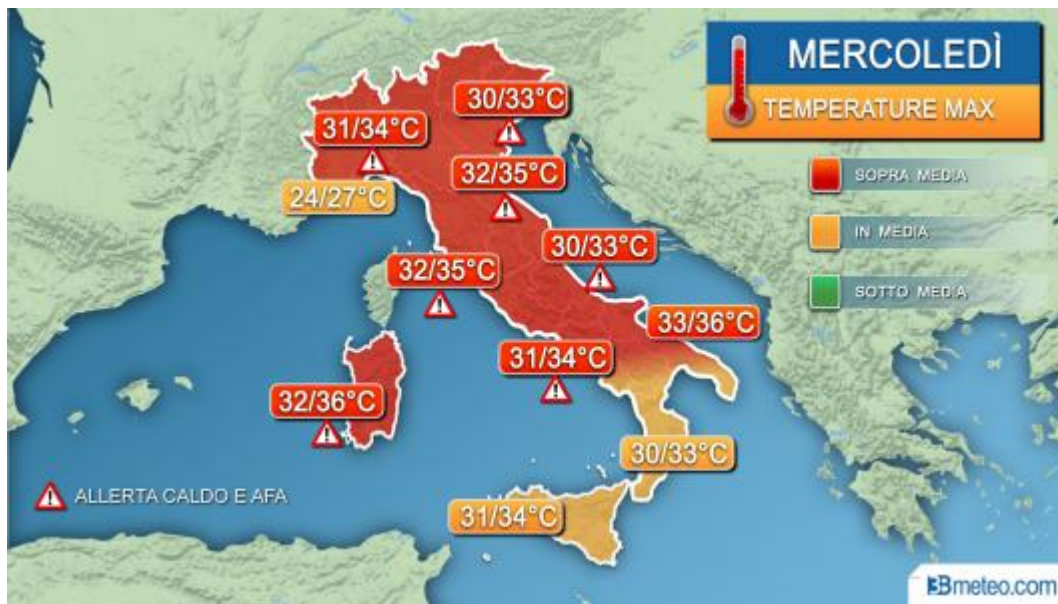 MERCOLEDÌ
TEMPERATURE MAX
SOPRA MEDIA
IN MEDIA
SOTTO MEDIA
30/33°C
31/34°C
32/35°C
24/27°C
30/33°C
32/35°C
33/36°C
31/34°C
32/36°C
30/33°C
31/34°C
ALLERTA CALDO E AFA
3Bmeteo.com